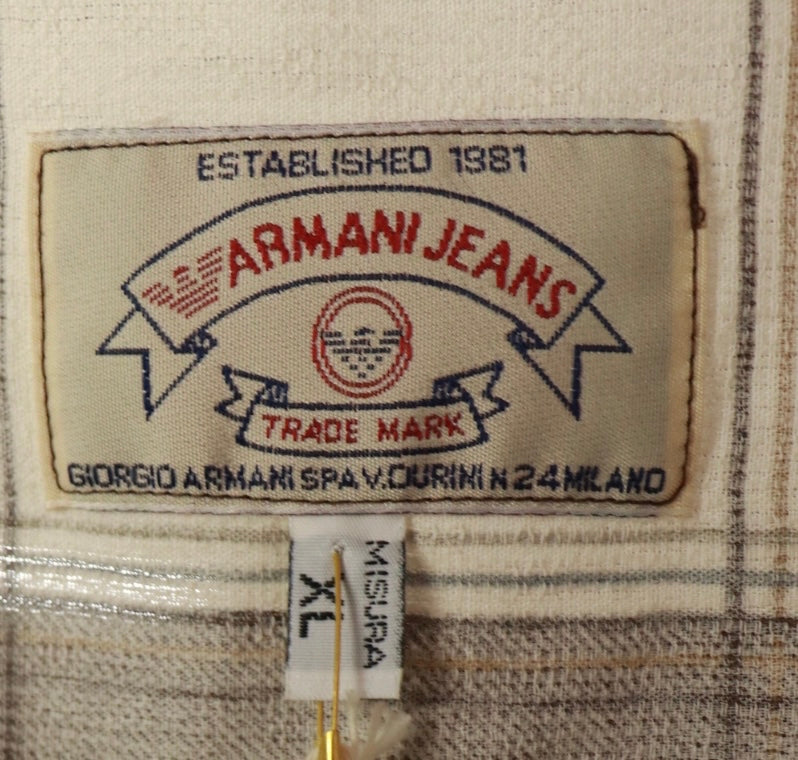 ESTABLISHED 1981
ARMANI JEANS
TRADE MARK
GIORGIO ARMANI SPA V. DURINI N 24 MILANO
MISURA
XL